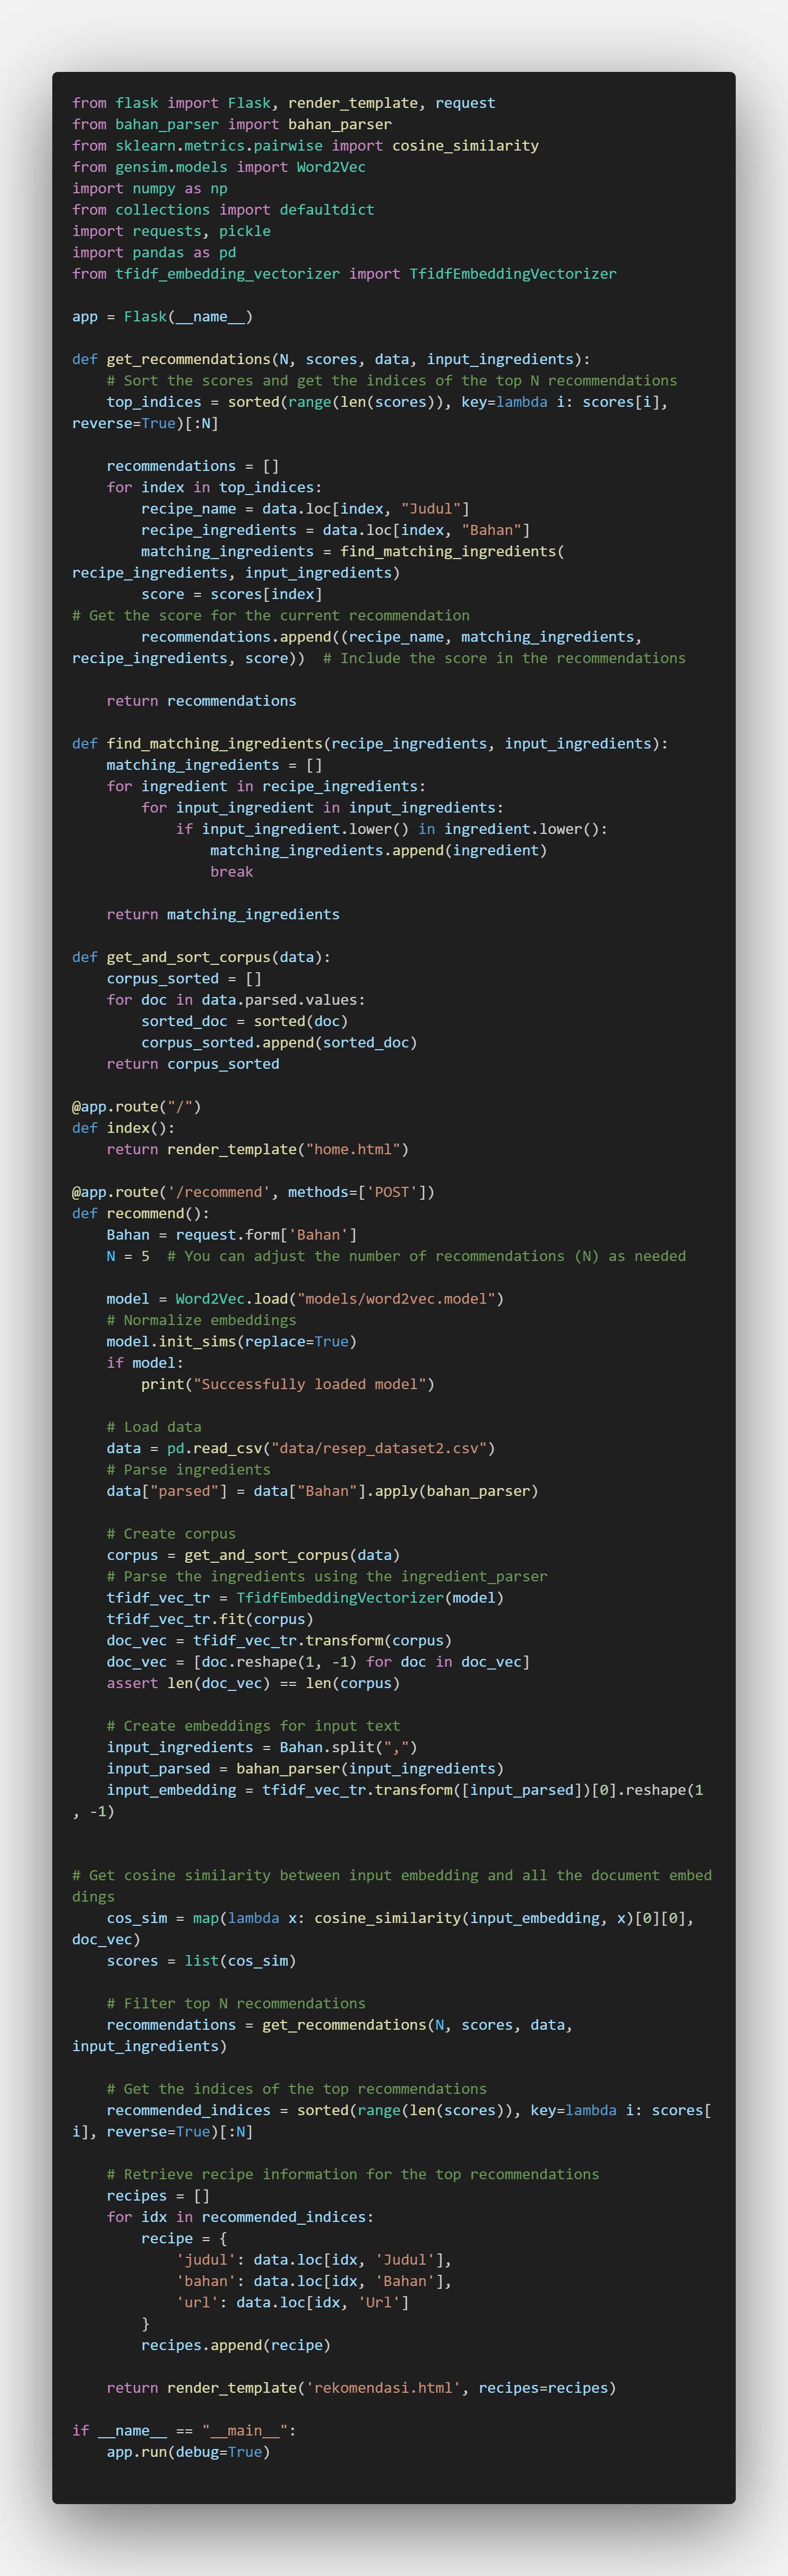 from flask import Flask, render_template, request
from bahan_parser import bahan_parser
from sklearn.metrics.pairwise import cosine_similarity
from gensim.models import Word2Vec
import numpy as np
from collections import defaultdict
import requests, pickle
import pandas as pd
from tfidf_embedding_vectorizer import TfidfEmbeddingVectorizer

app = Flask(__name__)

def get_recommendations(N, scores, data, input_ingredients):
    # Sort the scores and get the indices of the top N recommendations
    top_indices = sorted(range(len(scores)), key=lambda i: scores[i],
reverse=True)[:N]

    recommendations = []
    for index in top_indices:
        recipe_name = data.loc[index, "Judul"]
        recipe_ingredients = data.loc[index, "Bahan"]
        matching_ingredients = find_matching_ingredients(
recipe_ingredients, input_ingredients)
        score = scores[index]
# Get the score for the current recommendation
        recommendations.append((recipe_name, matching_ingredients,
recipe_ingredients, score))  # Include the score in the recommendations

    return recommendations

def find_matching_ingredients(recipe_ingredients, input_ingredients):
    matching_ingredients = []
    for ingredient in recipe_ingredients:
        for input_ingredient in input_ingredients:
            if input_ingredient.lower() in ingredient.lower():
                matching_ingredients.append(ingredient)
                break

    return matching_ingredients

def get_and_sort_corpus(data):
    corpus_sorted = []
    for doc in data.parsed.values:
        sorted_doc = sorted(doc)
        corpus_sorted.append(sorted_doc)
    return corpus_sorted

@app.route("/")
def index():
    return render_template("home.html")

@app.route('/recommend', methods=['POST'])
def recommend():
    Bahan = request.form['Bahan']
    N = 5  # You can adjust the number of recommendations (N) as needed

    model = Word2Vec.load("models/word2vec.model")
    # Normalize embeddings
    model.init_sims(replace=True)
    if model:
        print("Successfully loaded model")

    # Load data
    data = pd.read_csv("data/resep_dataset2.csv")
    # Parse ingredients
    data["parsed"] = data["Bahan"].apply(bahan_parser)

    # Create corpus
    corpus = get_and_sort_corpus(data)
    # Parse the ingredients using the ingredient_parser
    tfidf_vec_tr = TfidfEmbeddingVectorizer(model)
    tfidf_vec_tr.fit(corpus)
    doc_vec = tfidf_vec_tr.transform(corpus)
    doc_vec = [doc.reshape(1, -1) for doc in doc_vec]
    assert len(doc_vec) == len(corpus)

    # Create embeddings for input text
    input_ingredients = Bahan.split(",")
    input_parsed = bahan_parser(input_ingredients)
    input_embedding = tfidf_vec_tr.transform([input_parsed])[0].reshape(1
, -1)


# Get cosine similarity between input embedding and all the document embed
dings
    cos_sim = map(lambda x: cosine_similarity(input_embedding, x)[0][0],
doc_vec)
    scores = list(cos_sim)

    # Filter top N recommendations
    recommendations = get_recommendations(N, scores, data,
input_ingredients)

    # Get the indices of the top recommendations
    recommended_indices = sorted(range(len(scores)), key=lambda i: scores[
i], reverse=True)[:N]

    # Retrieve recipe information for the top recommendations
    recipes = []
    for idx in recommended_indices:
        recipe = {
            'judul': data.loc[idx, 'Judul'],
            'bahan': data.loc[idx, 'Bahan'],
            'url': data.loc[idx, 'Url']
        }
        recipes.append(recipe)

    return render_template('rekomendasi.html', recipes=recipes)

if __name__ == "__main__":
    app.run(debug=True)